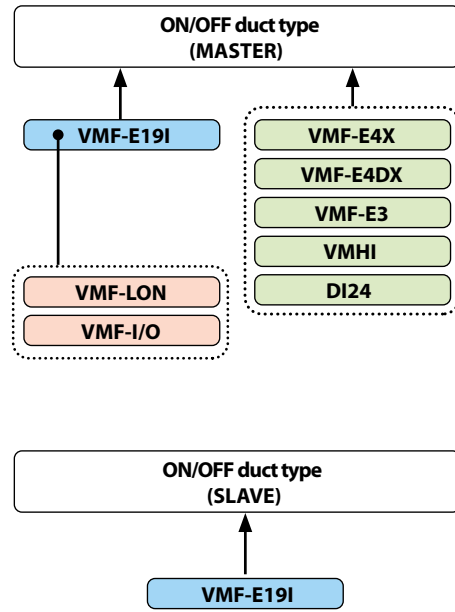 ON/OFF duct type
(MASTER)
VMF-E19I
VMF-E4X
VMF-E4DX
VMF-E3
VMHI
DI24
VMF-LON
VMF-I/O
ON/OFF duct type
(SLAVE)
VMF-E19I